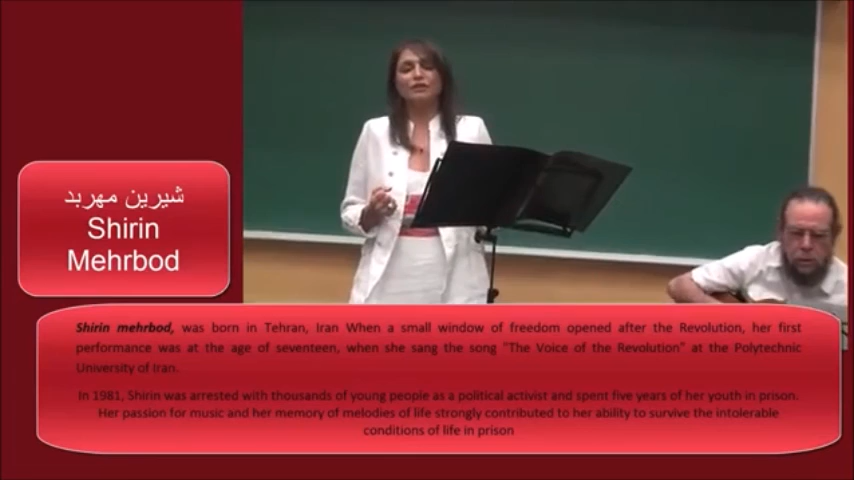 شیرین مهربد
Shirin
Mehrbod
Shirin mehrbod, was born in Tehran, Iran When a small window of freedom opened after the Revolution, her first
performance was at the age of seventeen, when she sang the song "The Voice of the Revolution" at the Polytechnic
University of Iran.
In 1981, Shirin was arrested with thousands of young people as a political activist and spent five years of her youth in prison.
Her passion for music and her memory of melodies of life strongly contributed to her ability to survive the intolerable
conditions of life in prison